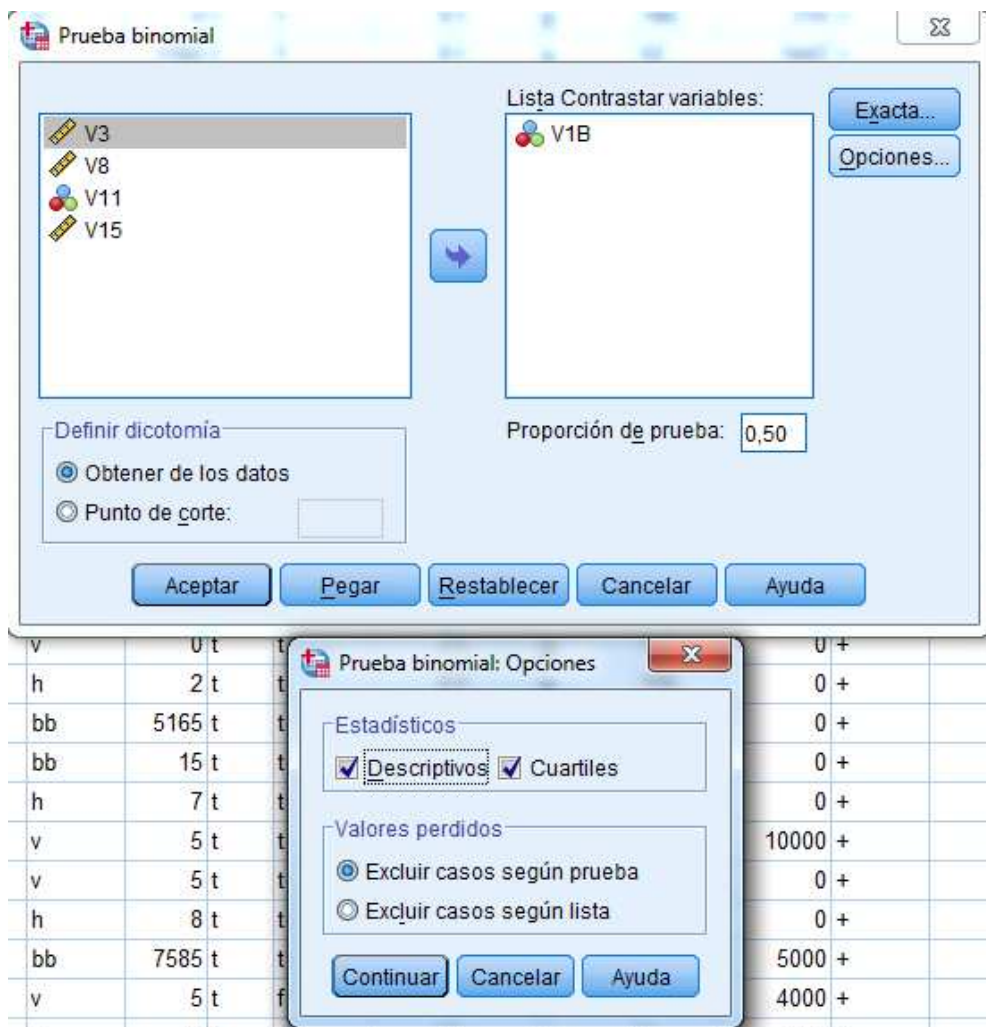 Prueba binomial
Lista Contrastar variables:
V3
V8
V11
V15
V1B
Exacta...
Opciones...
Definir dicotomía
Obtener de los datos
Punto de corte:
Proporción de prueba: 0,50
Aceptar Pegar Restablecer Cancelar Ayuda
v 0 t t 0 +
h 2 t t 0 +
bb 5165 t t 0 +
bb 15 t t 0 +
h 7 t t 0 +
v 5 t t 10000 +
v 5 t t 0 +
h 8 t t 0 +
bb 7585 t t 5000 +
v 5 t f 4000 +
Prueba binomial: Opciones
Estadísticos
Descriptivos Cuartiles
Valores perdidos
Excluir casos según prueba
Excluir casos según lista
Continuar Cancelar Ayuda